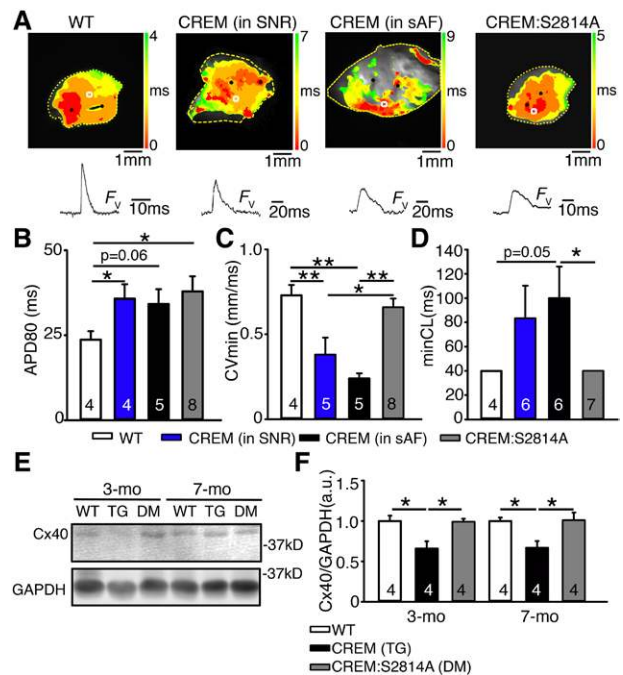 A WT CREM (in SNR) CREM (in sAF) CREM:S2814A
4 7 9 5
ms ms ms ms
0 0 0 0
1mm 1mm 1mm 1mm
FV 10ms FV 20ms FV 20ms FV 10ms
B C D
APD80 (ms)
50
25
0
p=0.06
*
*
4 4 5 8
CVmin (mm/ms)
1.0
0.5
0
**
** **
*
4 5 5 8
minCL(ms)
140
120
100
80
60
40
20
0
p=0.05 *
4 6 6 7
WT CREM (in SNR) CREM (in sAF) CREM:S2814A
E
3-mo 7-mo
WT TG DM WT TG DM
Cx40
-37kD
-37kD
GAPDH
F
Cx40/GAPDH(a.u.)
1.5
1.0
0.5
0
* * * *
4 4 4 4 4 4
3-mo 7-mo
WT
CREM (TG)
CREM:S2814A (DM)